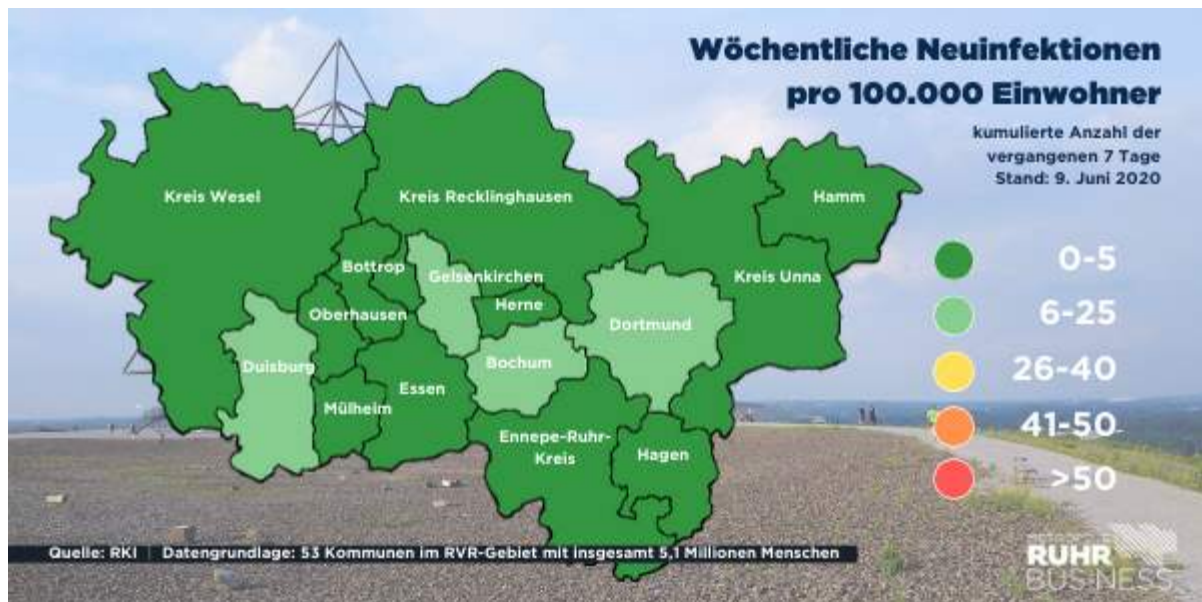 Wöchentliche Neuinfektionen
pro 100.000 Einwohner
kumulierte Anzahl der
vergangenen 7 Tage
Stand: 9. Juni 2020
Kreis Wesel
Kreis Recklinghausen
Hamm
Bottrop
Gelsenkirchen
Kreis Unna
Herne
Oberhausen
Dortmund
Duisburg
Bochum
Essen
Mülheim
Ennepe-Ruhr-
Kreis
Hagen
0-5
6-25
26-40
41-50
>50
Quelle: RKI | Datengrundlage: 53 Kommunen im RVR-Gebiet mit insgesamt 5,1 Millionen Menschen
RUHR
BUSINESS